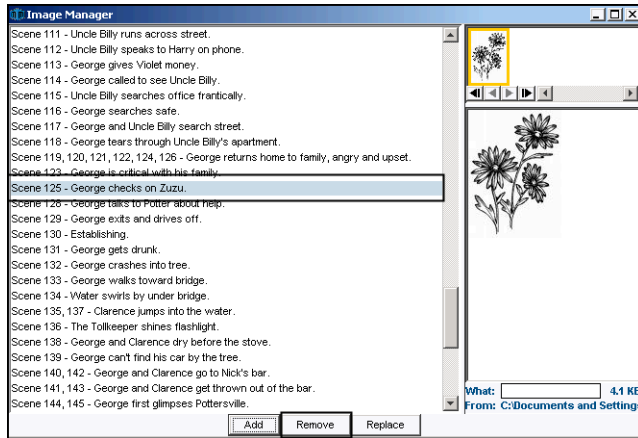 Image Manager
Scene 111 - Uncle Billy runs across street.
Scene 112 - Uncle Billy speaks to Harry on phone.
Scene 113 - George gives Violet money.
Scene 114 - George called to see Uncle Billy.
Scene 115 - Uncle Billy searches office frantically.
Scene 116 - George searches safe.
Scene 117 - George and Uncle Billy search street.
Scene 118 - George tears through Uncle Billy's apartment.
Scene 119, 120, 121, 122, 124, 126 - George returns home to family, angry and upset.
Scene 123 - George is critical with his family.
Scene 125 - George checks on Zuzu.
Scene 128 - George talks to Potter about help.
Scene 129 - George exits and drives off.
Scene 130 - Establishing.
Scene 131 - George gets drunk.
Scene 132 - George crashes into tree.
Scene 133 - George walks toward bridge.
Scene 134 - Water swirls by under bridge.
Scene 135, 137 - Clarence jumps into the water.
Scene 136 - The Tollkeeper shines flashlight.
Scene 138 - George and Clarence dry before the stove.
Scene 139 - George can't find his car by the tree.
Scene 140, 142 - George and Clarence go to Nick's bar.
Scene 141, 143 - George and Clarence get thrown out of the bar.
Scene 144, 145 - George first glimpses Pottersville.
What: 4.1 KB
From: C:\Documents and Settings
Add Remove Replace